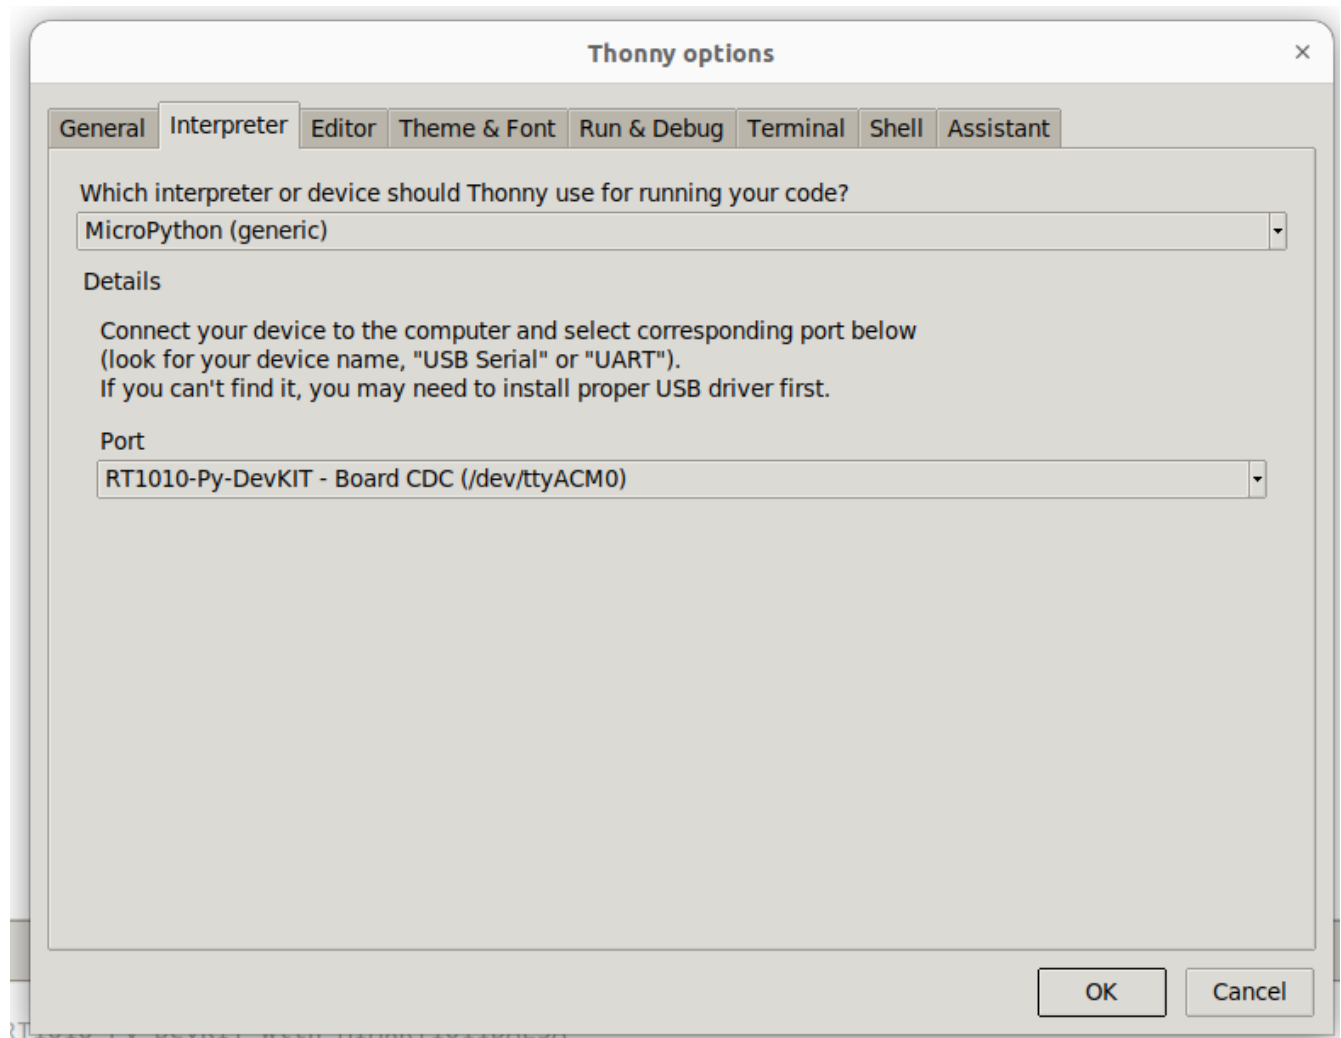 Thonny options
×
General Interpreter Editor Theme & Font Run & Debug Terminal Shell Assistant
Which interpreter or device should Thonny use for running your code?
MicroPython (generic)
Details
Connect your device to the computer and select corresponding port below
(look for your device name, "USB Serial" or "UART").
If you can't find it, you may need to install proper USB driver first.
Port
RT1010-Py-DevKIT - Board CDC (/dev/ttyACM0)
OK Cancel